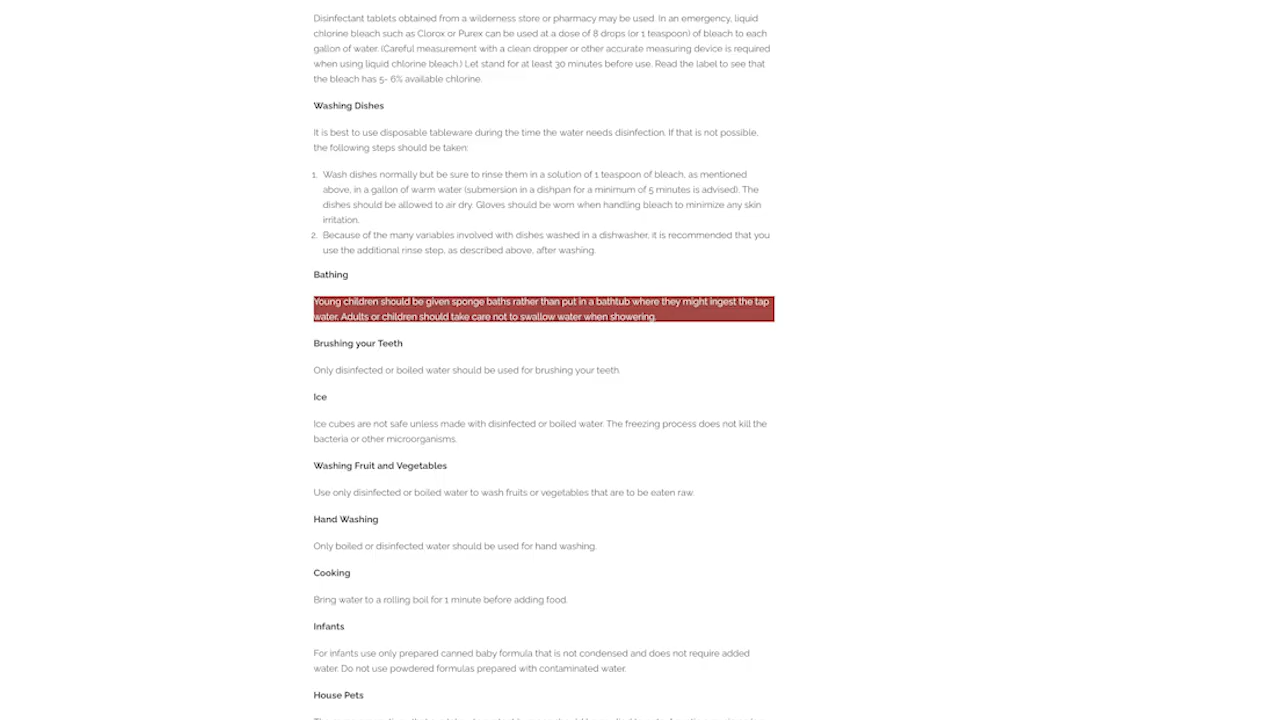 Disinfectant tablets obtained from a wilderness store or pharmacy may be used. In an emergency, liquid
chlorine bleach such as Clorox or Purex can be used at a dose of 8 drops (or 1 teaspoon) of bleach to each
gallon of water. (Careful measurement with a clean dropper or other accurate measuring device is required
when using liquid chlorine bleach.) Let stand for at least 30 minutes before use. Read the label to see that
the bleach has 5- 6% available chlorine.
Washing Dishes
It is best to use disposable tableware during the time the water needs disinfection. If that is not possible,
the following steps should be taken:
1. Wash dishes normally but be sure to rinse them in a solution of 1 teaspoon of bleach, as mentioned
above, in a gallon of warm water (submersion in a dishpan for a minimum of 5 minutes is advised). The
dishes should be allowed to air dry. Gloves should be worn when handling bleach to minimize any skin
irritation.
2. Because of the many variables involved with dishes washed in a dishwasher, it is recommended that you
use the additional rinse step, as described above, after washing.
Bathing
Young children should be given sponge baths rather than put in a bathtub where they might ingest the tap
water. Adults or children should take care not to swallow water when showering.
Brushing your Teeth
Only disinfected or boiled water should be used for brushing your teeth.
Ice
Ice cubes are not safe unless made with disinfected or boiled water. The freezing process does not kill the
bacteria or other microorganisms.
Washing Fruit and Vegetables
Use only disinfected or boiled water to wash fruits or vegetables that are to be eaten raw.
Hand Washing
Only boiled or disinfected water should be used for hand washing.
Cooking
Bring water to a rolling boil for 1 minute before adding food.
Infants
For infants use only prepared canned baby formula that is not condensed and does not require added
water. Do not use powdered formulas prepared with contaminated water.
House Pets